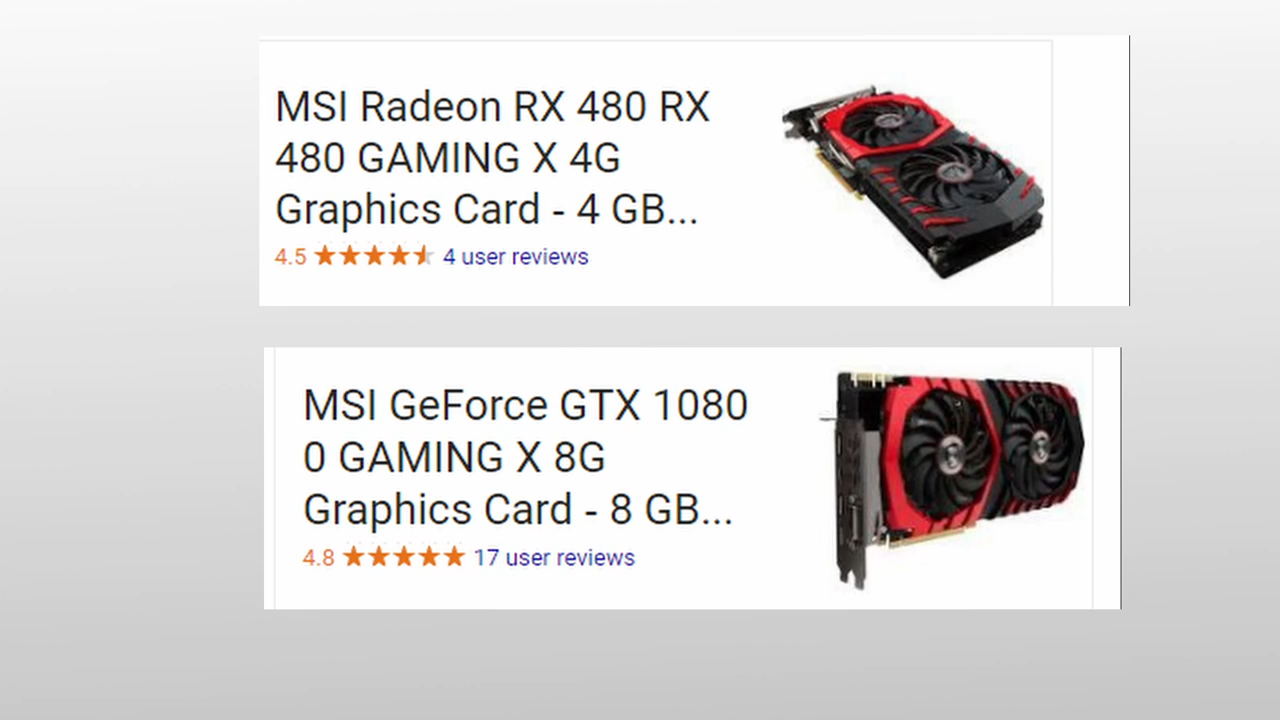 MSI Radeon RX 480 RX
480 GAMING X 4G
Graphics Card - 4 GB...
4.5 4 user reviews
MSI GeForce GTX 1080
0 GAMING X 8G
Graphics Card - 8 GB...
4.8 17 user reviews